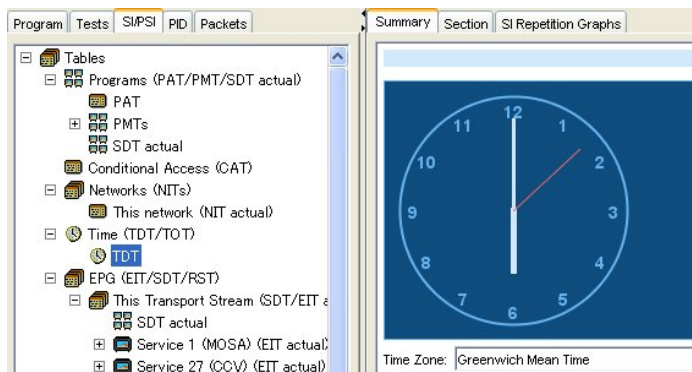 Program Tests SI/PSI PID Packets
Tables
Programs (PAT/PMT/SDT actual)
PAT
PMTs
SDT actual
Conditional Access (CAT)
Networks (NITs)
This network (NIT actual)
Time (TDT/TOT)
TDT
EPG (EIT/SDT/RST)
This Transport Stream (SDT/EIT a
SDT actual
Service 1 (MOSA) (EIT actual)
Service 27 (CCV) (EIT actual)
Summary Section SI Repetition Graphs
12
11 1
10 2
9 3
8 4
7 5
6
Time Zone: Greenwich Mean Time